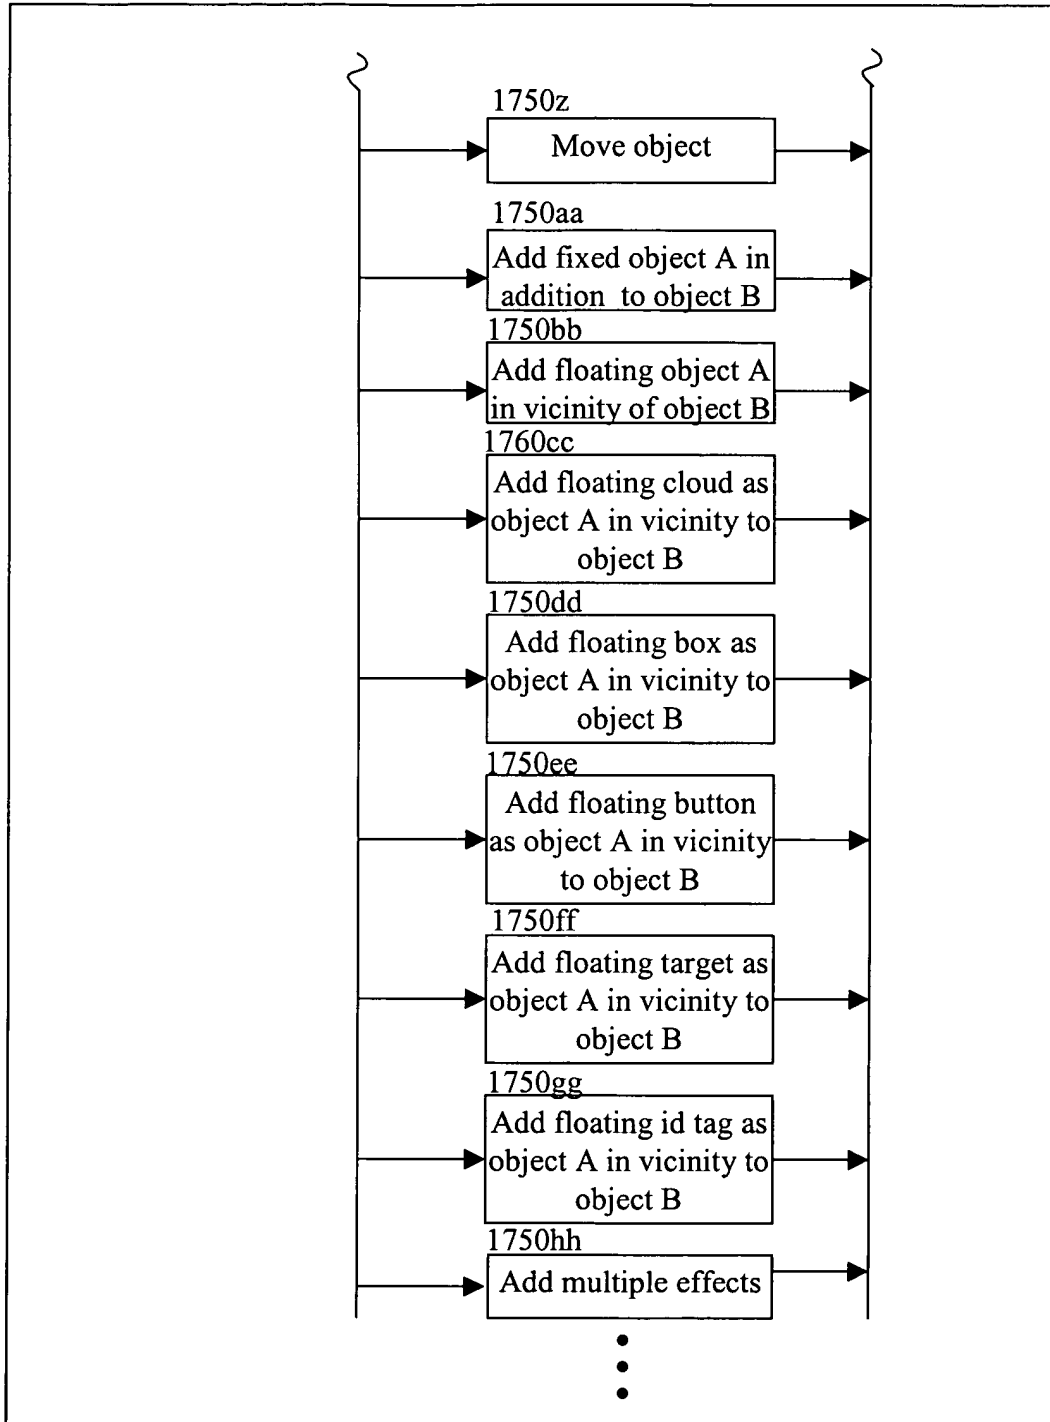 1750z
Move object
1750aa
Add fixed object A in
addition to object B
1750bb
Add floating object A
in vicinity of object B
1760cc
Add floating cloud as
object A in vicinity to
object B
1750dd
Add floating box as
object A in vicinity to
object B
1750ee
Add floating button
as object A in vicinity
to object B
1750ff
Add floating target as
object A in vicinity to
object B
1750gg
Add floating id tag as
object A in vicinity to
object B
1750hh
Add multiple effects